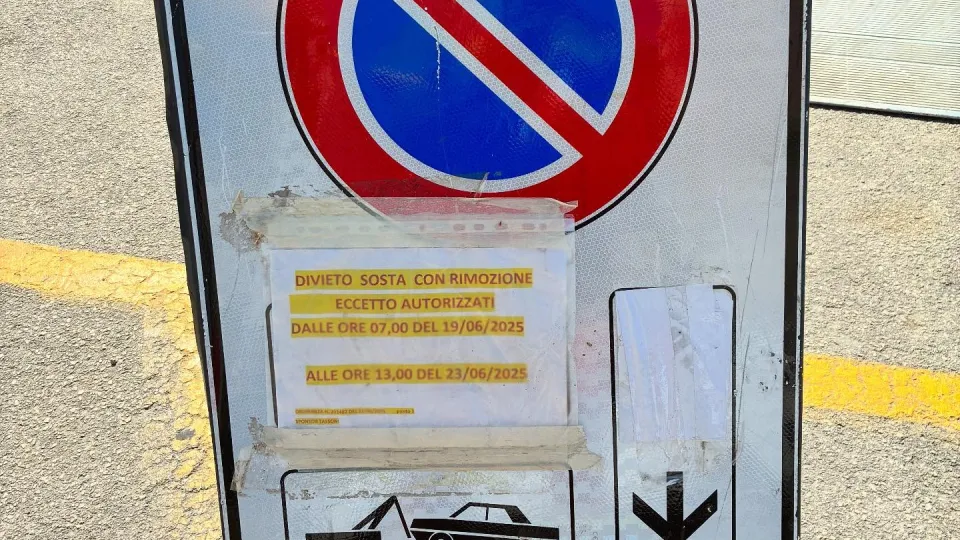 DIVIETO SOSTA CON RIMOZIONE
ECCETTO AUTORIZZATI
DALLE ORE 07,00 DEL 19/06/2025
ALLE ORE 13,00 DEL 23/06/2025